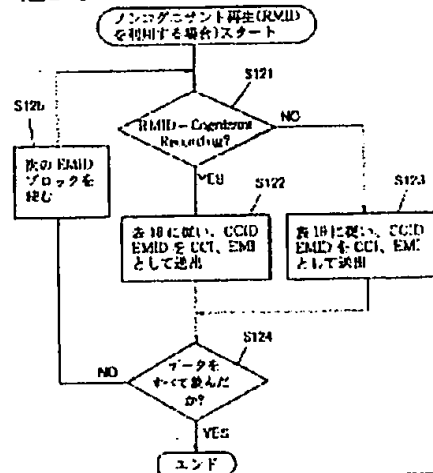 ノンコグニサント再生(RMID
を利用する場合)スタート
S121
RMID=Cognizant
Recording?
NO
YES
S125
次のEMID
ブロックを
読む
S122
表18に従い、CCID
EMIDをCCI、EMI
として送出
S123
表19に従い、CCID
EMIDをCCI、EMI
として送出
S124
データを
すべて読んだ
か?
NO
YES
エンド